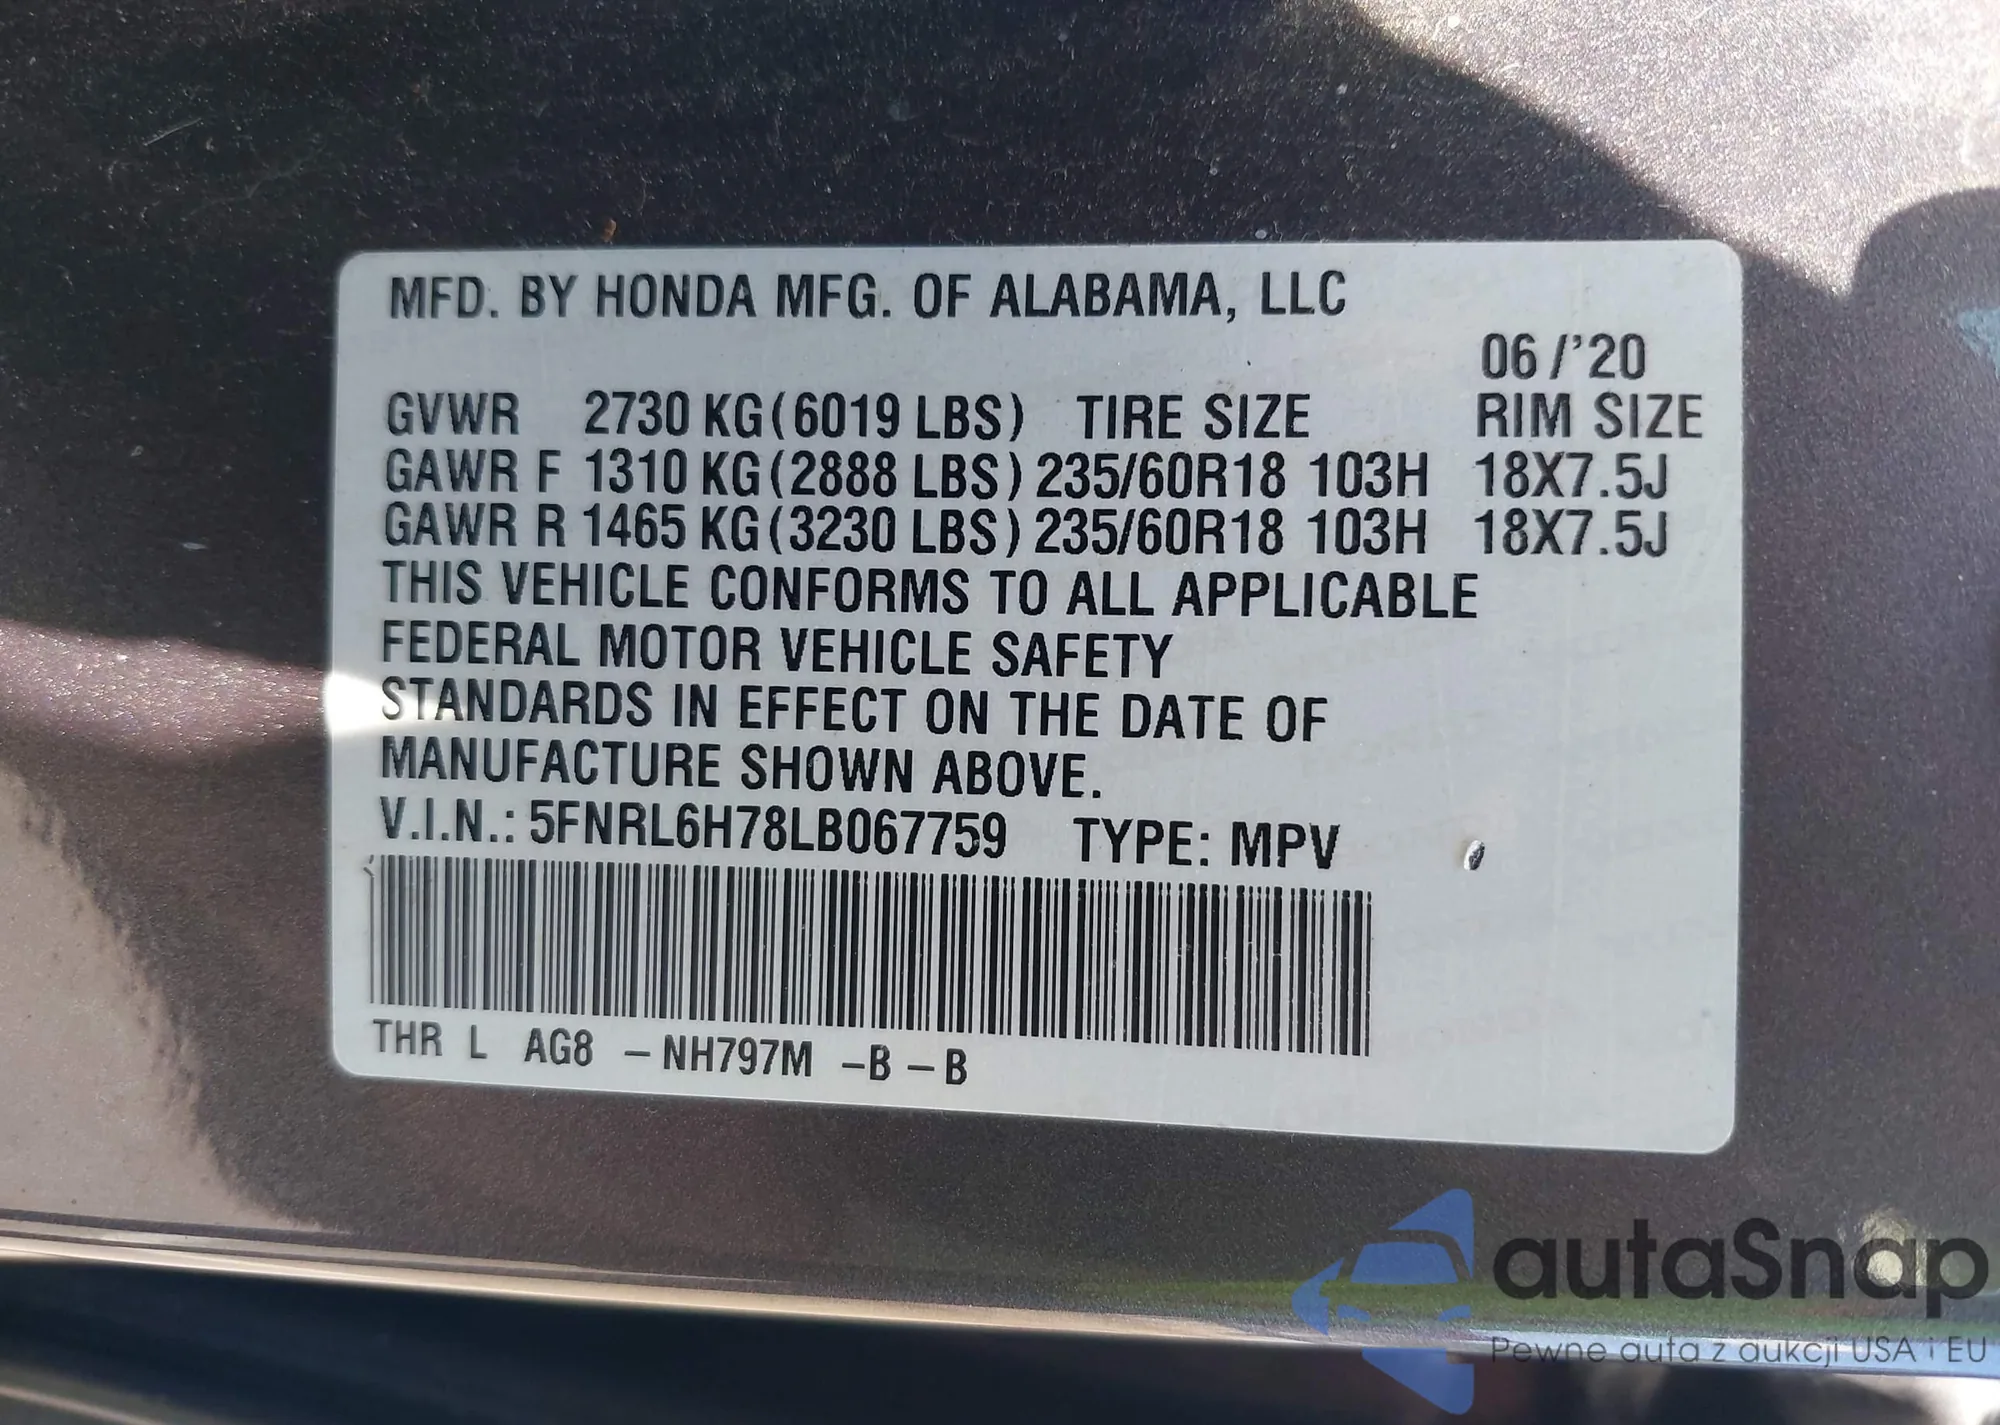 MFD. BY HONDA MFG. OF ALABAMA, LLC
06 /'20
GVWR 2730 KG (6019 LBS) TIRE SIZE RIM SIZE
GAWR F 1310 KG (2888 LBS) 235/60R18 103H 18X7.5J
GAWR R 1465 KG (3230 LBS) 235/60R18 103H 18X7.5J
THIS VEHICLE CONFORMS TO ALL APPLICABLE
FEDERAL MOTOR VEHICLE SAFETY
STANDARDS IN EFFECT ON THE DATE OF
MANUFACTURE SHOWN ABOVE.
V.I.N.: 5FNRL6H78LB067759 TYPE: MPV
THR L AG8 – NH797M – B – B
autaSnap
Pewne auta z aukcji USA i EU